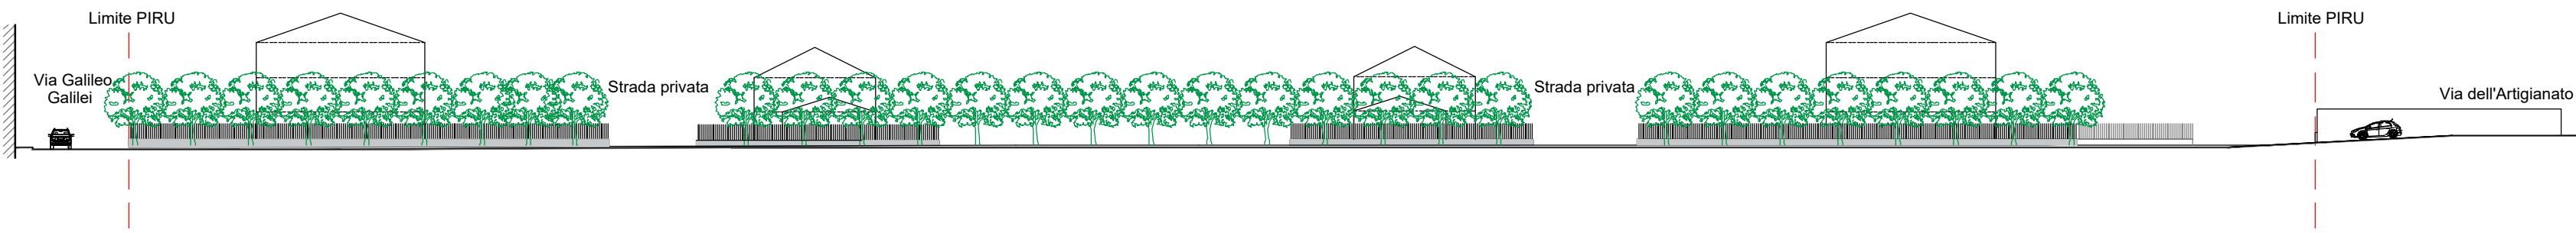 Limite PIRU
Via Galileo
Galilei
Strada privata
Strada privata
Limite PIRU
Via dell'Artigianato